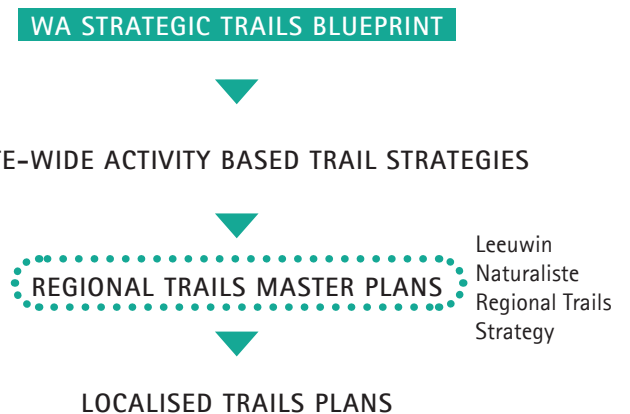 WA STRATEGIC TRAILS BLUEPRINT
TE-WIDE ACTIVITY BASED TRAIL STRATEGIES
REGIONAL TRAILS MASTER PLANS
Leeuwin
Naturaliste
Regional Trails
Strategy
LOCALISED TRAILS PLANS